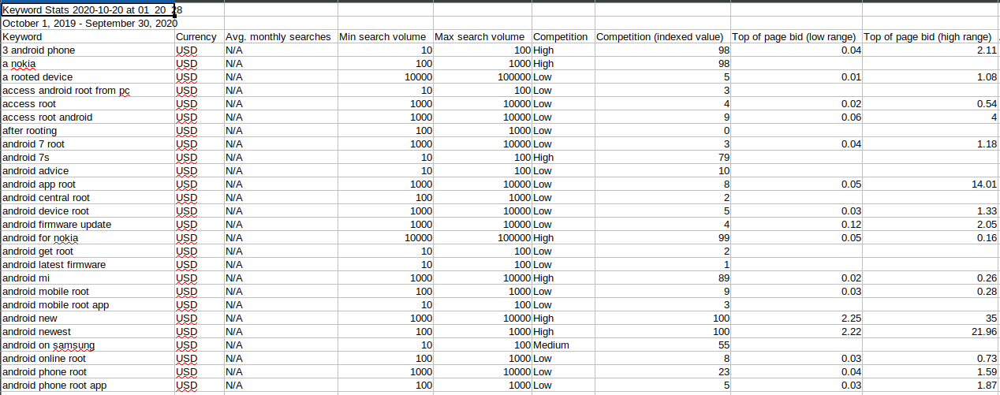 Keyword Stats 2020-10-20 at 01_20_28
October 1, 2019 - September 30, 2020
Keyword Currency Avg. monthly searches Min search volume Max search volume Competition Competition (indexed value) Top of page bid (low range) Top of page bid (high range)
3 android phone USD N/A 10 100 High 98 0.04 2.11
a nokia USD N/A 100 1000 High 98
a rooted device USD N/A 10000 100000 Low 5 0.01 1.08
access android root from pc USD N/A 10 100 Low 3
access root USD N/A 1000 10000 Low 4 0.02 0.54
access root android USD N/A 1000 10000 Low 9 0.06 4
after rooting USD N/A 100 1000 Low 0
android 7 root USD N/A 1000 10000 Low 3 0.04 1.18
android 7s USD N/A 10 100 High 79
android advice USD N/A 10 100 Low 10
android app root USD N/A 1000 10000 Low 8 0.05 14.01
android central root USD N/A 100 1000 Low 2
android device root USD N/A 1000 10000 Low 5 0.03 1.33
android firmware update USD N/A 1000 10000 Low 4 0.12 2.05
android for nokia USD N/A 10000 100000 High 99 0.05 0.16
android get root USD N/A 10 100 Low 2
android latest firmware USD N/A 10 100 Low 1
android mi USD N/A 1000 10000 High 89 0.02 0.26
android mobile root USD N/A 100 1000 Low 9 0.03 0.28
android mobile root app USD N/A 10 100 Low 3
android new USD N/A 1000 10000 High 100 2.25 35
android newest USD N/A 100 1000 High 100 2.22 21.96
android on samsung USD N/A 10 100 Medium 55
android online root USD N/A 100 1000 Low 8 0.03 0.73
android phone root USD N/A 1000 10000 Low 23 0.04 1.59
android phone root app USD N/A 100 1000 Low 5 0.03 1.87